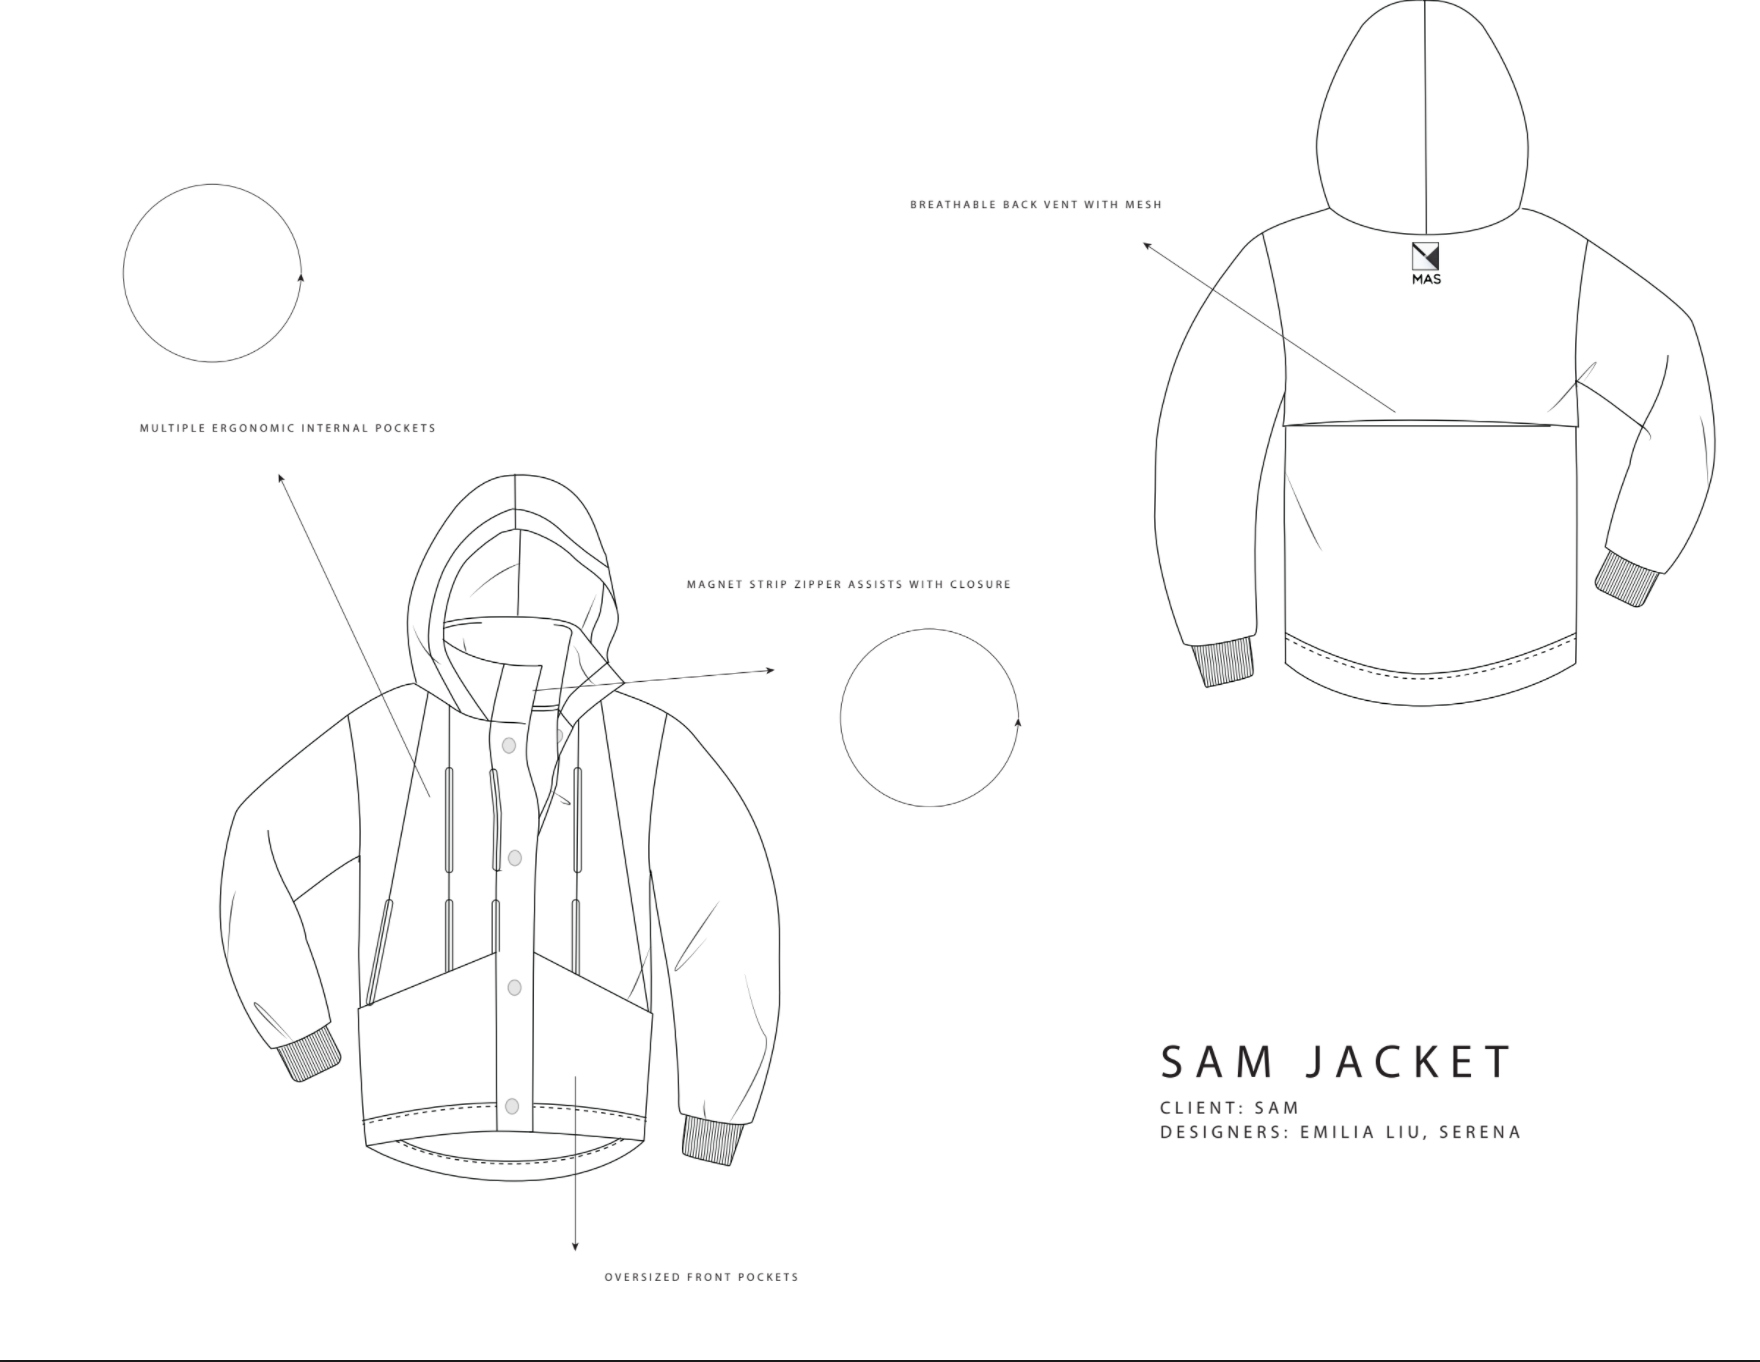 BREATHABLE BACK VENT WITH MESH
MAS
MULTIPLE ERGONOMIC INTERNAL POCKETS
MAGNET STRIP ZIPPER ASSISTS WITH CLOSURE
SAM JACKET
CLIENT: SAM
DESIGNERS: EMILIA LIU, SERENA
OVERSIZED FRONT POCKETS